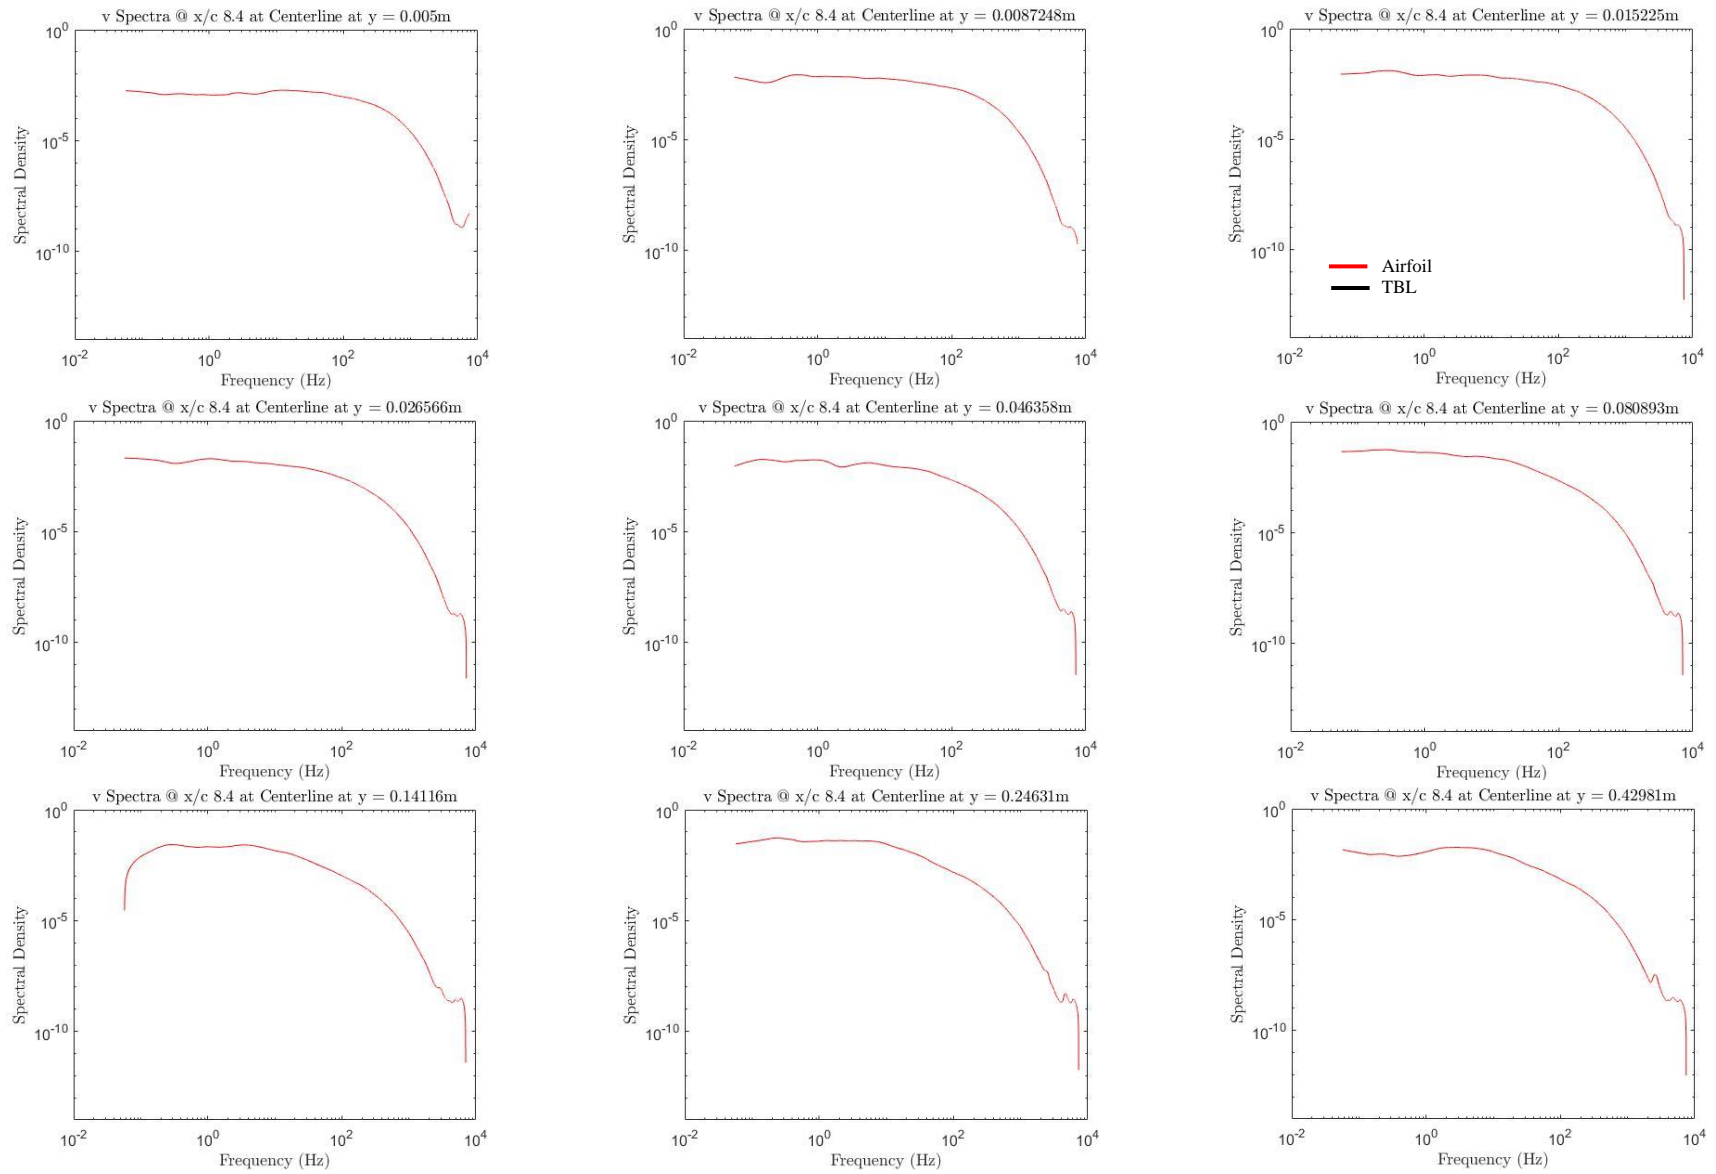 v Spectra @ x/c 8.4 at Centerline at y = 0.005m
10^0
10^-5
10^-10
Spectral Density
10^-2
10^0
10^2
10^4
Frequency (Hz)
v Spectra @ x/c 8.4 at Centerline at y = 0.0087248m
10^0
10^-5
10^-10
Spectral Density
10^-2
10^0
10^2
10^4
Frequency (Hz)
v Spectra @ x/c 8.4 at Centerline at y = 0.015225m
10^0
10^-5
10^-10
Spectral Density
Airfoil
TBL
10^-2
10^0
10^2
10^4
Frequency (Hz)
v Spectra @ x/c 8.4 at Centerline at y = 0.026566m
10^0
10^-5
10^-10
Spectral Density
10^-2
10^0
10^2
10^4
Frequency (Hz)
v Spectra @ x/c 8.4 at Centerline at y = 0.046358m
10^0
10^-5
10^-10
Spectral Density
10^-2
10^0
10^2
10^4
Frequency (Hz)
v Spectra @ x/c 8.4 at Centerline at y = 0.080893m
10^0
10^-5
10^-10
Spectral Density
10^-2
10^0
10^2
10^4
Frequency (Hz)
v Spectra @ x/c 8.4 at Centerline at y = 0.14116m
10^0
10^-5
10^-10
Spectral Density
10^-2
10^0
10^2
10^4
Frequency (Hz)
v Spectra @ x/c 8.4 at Centerline at y = 0.24631m
10^0
10^-5
10^-10
Spectral Density
10^-2
10^0
10^2
10^4
Frequency (Hz)
v Spectra @ x/c 8.4 at Centerline at y = 0.42981m
10^0
10^-5
10^-10
Spectral Density
10^-2
10^0
10^2
10^4
Frequency (Hz)